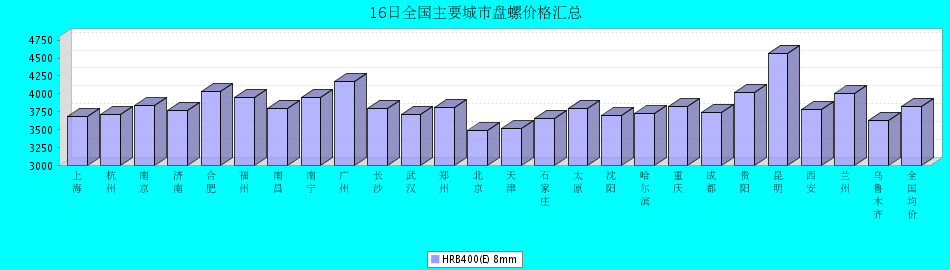 16日全国主要城市盘螺价格汇总
4750
4500
4250
4000
3750
3500
3250
3000
上海
杭州
南京
济南
合肥
福州
南昌
南宁
广州
长沙
武汉
郑州
北京
天津
石家庄
太原
沈阳
哈尔滨
重庆
成都
贵阳
昆明
西安
兰州
乌鲁木齐
全国均价
HRB400(E) 8mm